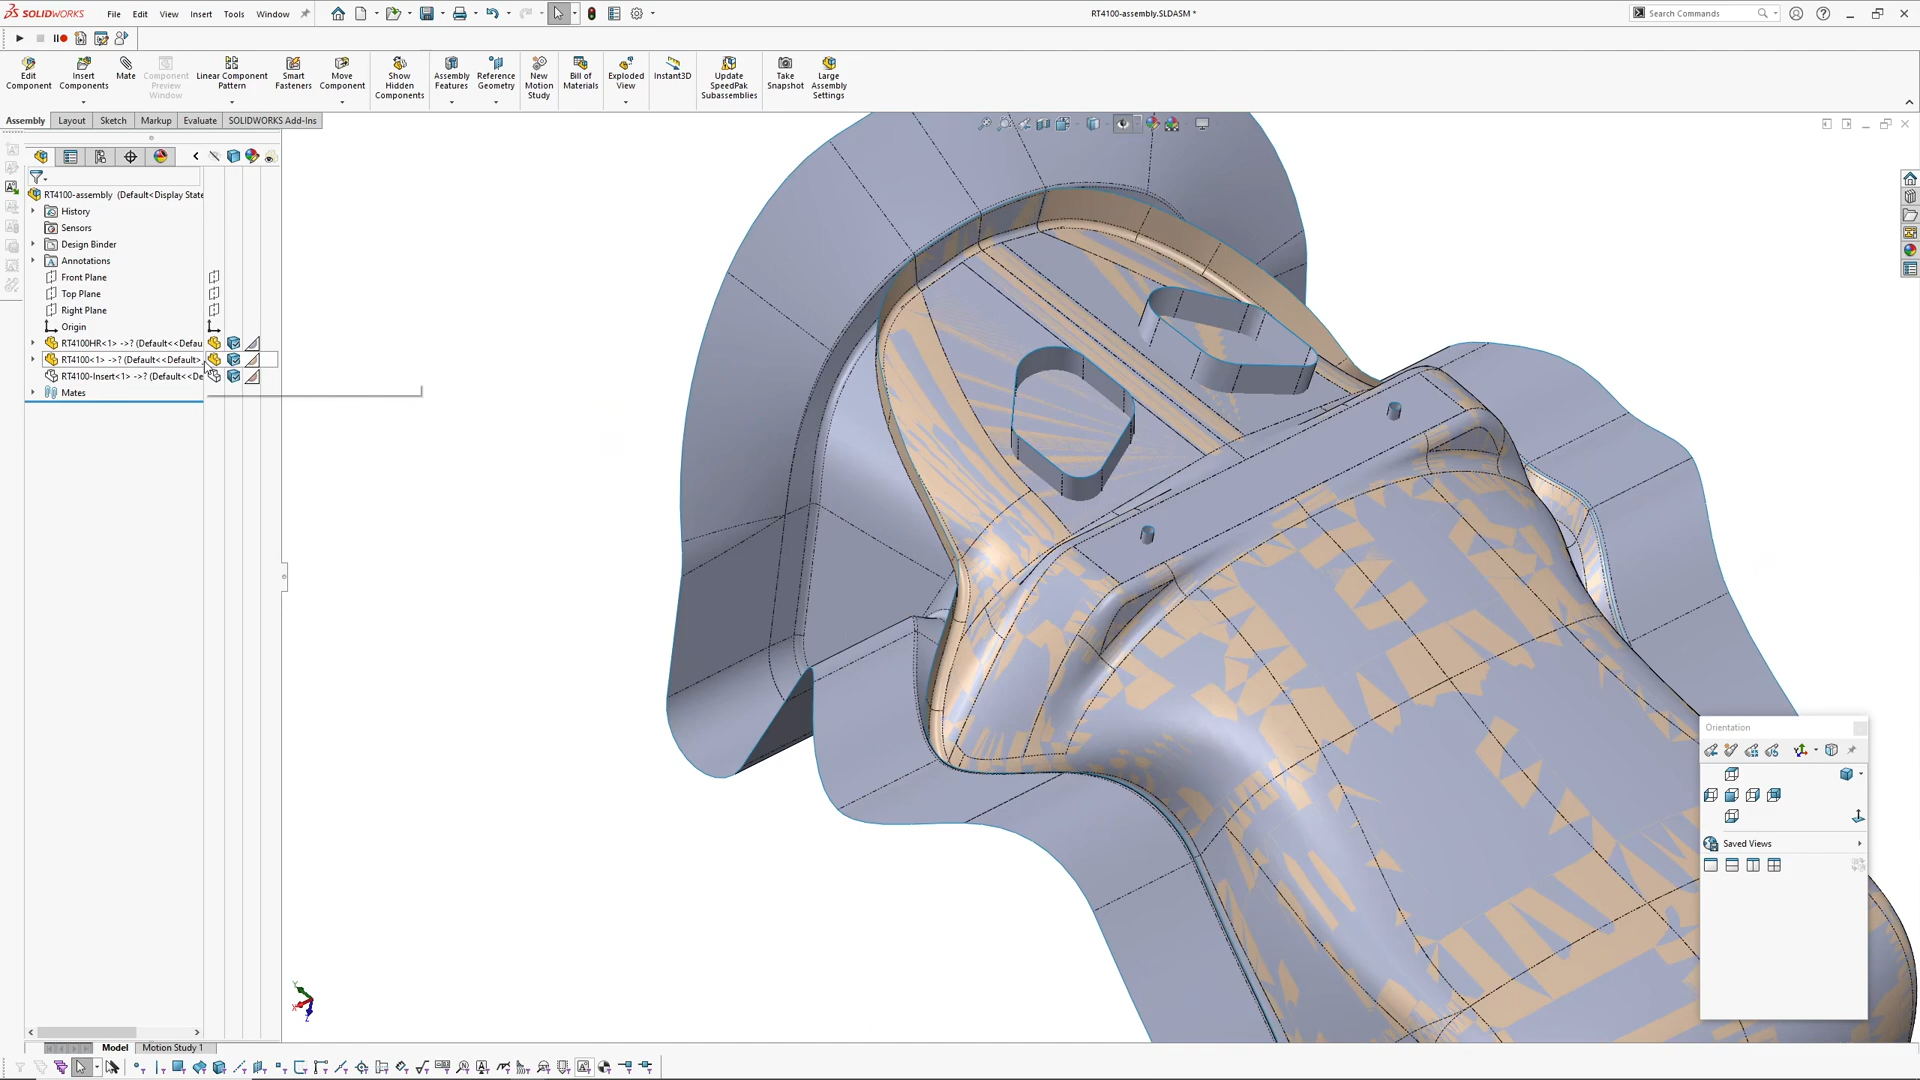 SOLIDWORKS
File
Edit
View
Insert
Tools
Window
RT4100-assembly.SLDASM *
Search Commands
Edit
Component
Insert
Components
Mate
Component
Preview
Window
Linear Component
Pattern
Smart
Fasteners
Move
Component
Show
Hidden
Components
Assembly
Features
Reference
Geometry
New
Motion
Study
Bill of
Materials
Exploded
View
Instant3D
Update
SpeedPak
Subassemblies
Take
Snapshot
Large
Assembly
Settings
Assembly
Layout
Sketch
Markup
Evaluate
SOLIDWORKS Add-Ins
RT4100-assembly (Default<Display State
History
Sensors
Design Binder
Annotations
Front Plane
Top Plane
Right Plane
Origin
RT4100HR<1> ->? (Default<<Defau
RT4100<1> ->? (Default<<Default>
RT4100-Insert<1> ->? (Default<<De
Mates
Orientation
Saved Views
Model
Motion Study 1